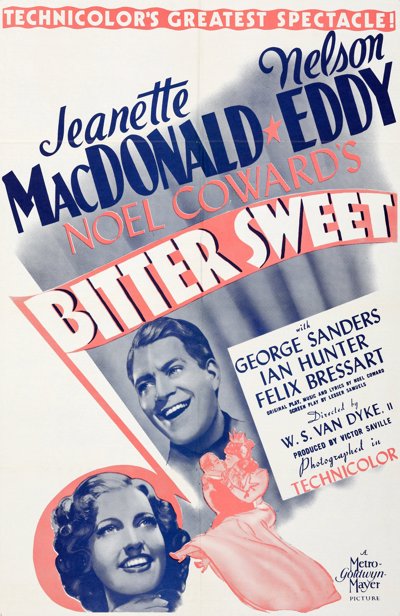 TECHNICOLOR'S GREATEST SPECTACLE!
Jeanette
MACDONALD
Nelson
EDDY
NOEL COWARD'S
BITTER SWEET
with
GEORGE SANDERS
IAN HUNTER
FELIX BRESSART
ORIGINAL PLAY, MUSIC AND LYRICS BY NOEL COWARD
SCREEN PLAY BY LESSER SAMUELS
Directed by
W. S. VAN DYKE, II
PRODUCED BY VICTOR SAVILLE
Photographed in
TECHNICOLOR
A
Metro-
Goldwyn-
Mayer
PICTURE